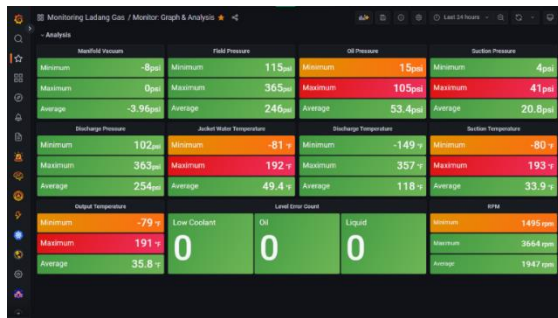 Monitoring Ladang Gas / Monitor: Graph & Analysis
Last 24 hours
Analysis
Manifold Vacuum
Minimum -8psi
Maximum 0psi
Average -3.96psi
Field Pressure
Minimum 115psi
Maximum 365psi
Average 246psi
Oil Pressure
Minimum 15psi
Maximum 105psi
Average 53.4psi
Suction Pressure
Minimum 4psi
Maximum 41psi
Average 20.8psi
Discharge Pressure
Minimum 102psi
Maximum 363psi
Average 254psi
Jacket Water Temperature
Minimum -81 °F
Maximum 192 °F
Average 49.4 °F
Discharge Temperature
Minimum -149 °F
Maximum 357 °F
Average 118 °F
Suction Temperature
Minimum -80 °F
Maximum 193 °F
Average 33.9 °F
Output Temperature
Minimum -79 °F
Maximum 191 °F
Average 35.8 °F
Level Error Count
Low Coolant
0
Oil
0
Liquid
0
RPM
Minimum 1495 rpm
Maximum 3664 rpm
Average 1947 rpm